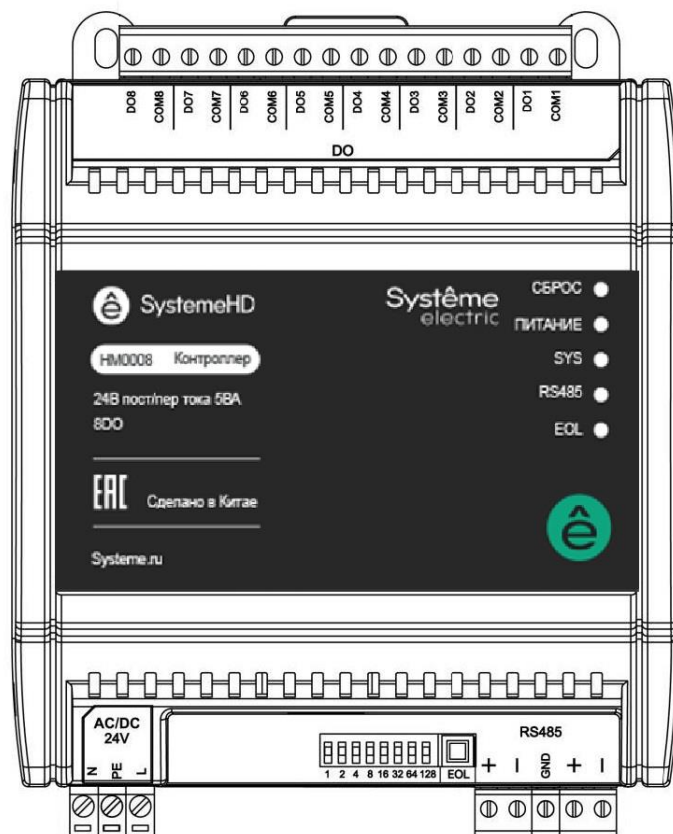 DO8 COM8 DO7 COM7 DO6 COM6 DO5 COM5 DO4 COM4 DO3 COM3 DO2 COM2 DO1 COM1
DO
ê SystemeHD
HM0008 Контроллер
24В пост/пер тока 5ВА
8DO
EAC Сделано в Китае
Systeme.ru
Système
electric
СБРОС
ПИТАНИЕ
SYS
RS485
EOL
ê
AC/DC
24V
N PE L
1 2 4 8 16 32 64 128 EOL
RS485
+ – GND + –